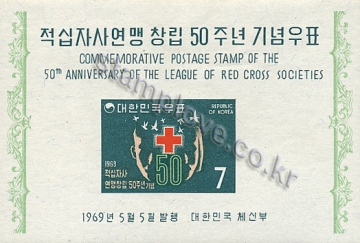 적십자사연맹 창립 50주년 기념우표
COMMEMORATIVE POSTAGE STAMP OF THE
50TH ANNIVERSARY OF THE LEAGUE OF RED CROSS SOCIETIES
대한민국우표
REPUBLIC
OF KOREA
1969
적십자사
연맹창립 50주년기념
50
7
1969년 5월 5일 발행 대한민국 체신부
stamplove.co.kr